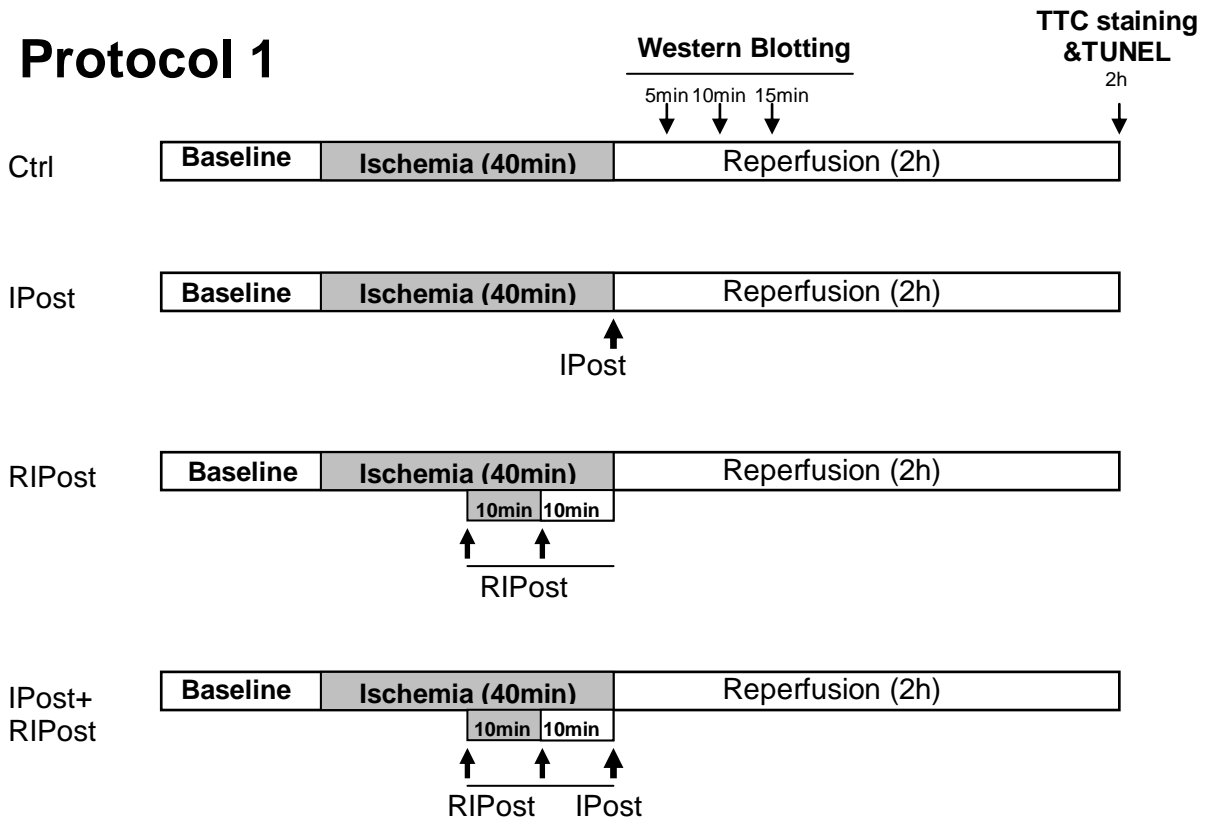 Protocol 1
Western Blotting
5min 10min 15min
TTC staining
&TUNEL
2h
Ctrl
Baseline
Ischemia (40min)
Reperfusion (2h)
IPost
Baseline
Ischemia (40min)
Reperfusion (2h)
IPost
RIPost
Baseline
Ischemia (40min)
Reperfusion (2h)
10min 10min
RIPost
IPost+
RIPost
Baseline
Ischemia (40min)
Reperfusion (2h)
10min 10min
RIPost IPost